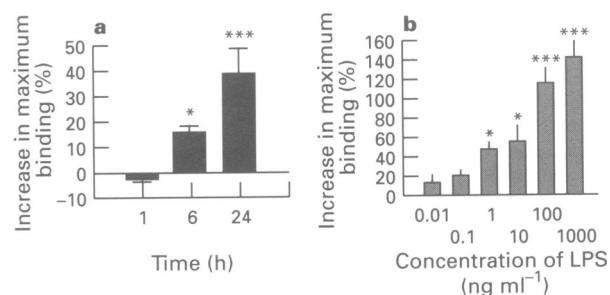 a
Increase in maximum
binding (%)
50
40
30
20
10
0
−10
*
***
1 6 24
Time (h)
b
Increase in maximum
binding (%)
160
140
120
100
80
60
40
20
0
*
*
***
***
0.01 1 100
0.1 10 1000
Concentration of LPS
(ng ml⁻¹)